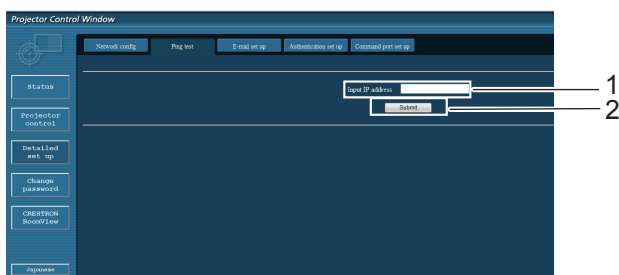 Projector Control Window
Network config
Ping test
E-mail set up
Authentication set up
Command port set up
Status
Input IP address
1
Submit
2
Projector
control
Detailed
set up
Change
password
CRESTRON
RoomView
Japanese